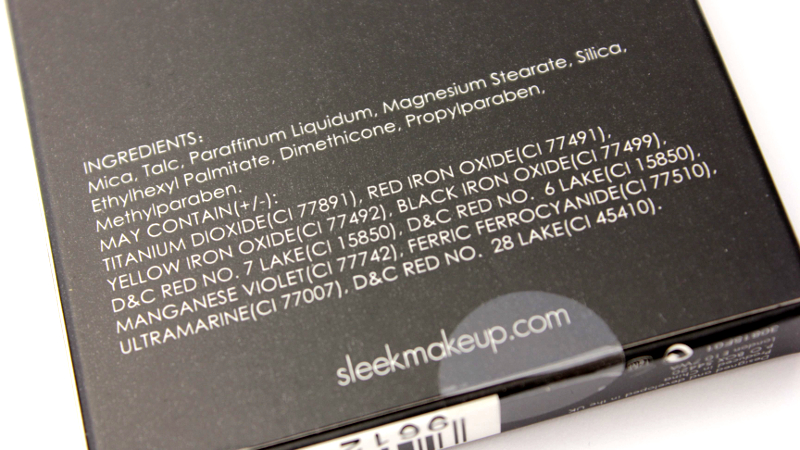 INGREDIENTS:
Mica, Talc, Paraffinum Liquidum, Magnesium Stearate, Silica,
Ethylhexyl Palmitate, Dimethicone, Propylparaben,
Methylparaben.
MAY CONTAIN(+/-):
TITANIUM DIOXIDE(CI 77891), RED IRON OXIDE(CI 77491),
YELLOW IRON OXIDE(CI 77492), BLACK IRON OXIDE(CI 77499),
D&C RED NO. 7 LAKE(CI 15850), D&C RED NO. 6 LAKE(CI 15850),
MANGANESE VIOLET(CI 77742), FERRIC FERROCYANIDE(CI 77510),
ULTRAMARINE(CI 77007), D&C RED NO. 28 LAKE(CI 45410).
sleekmakeup.com